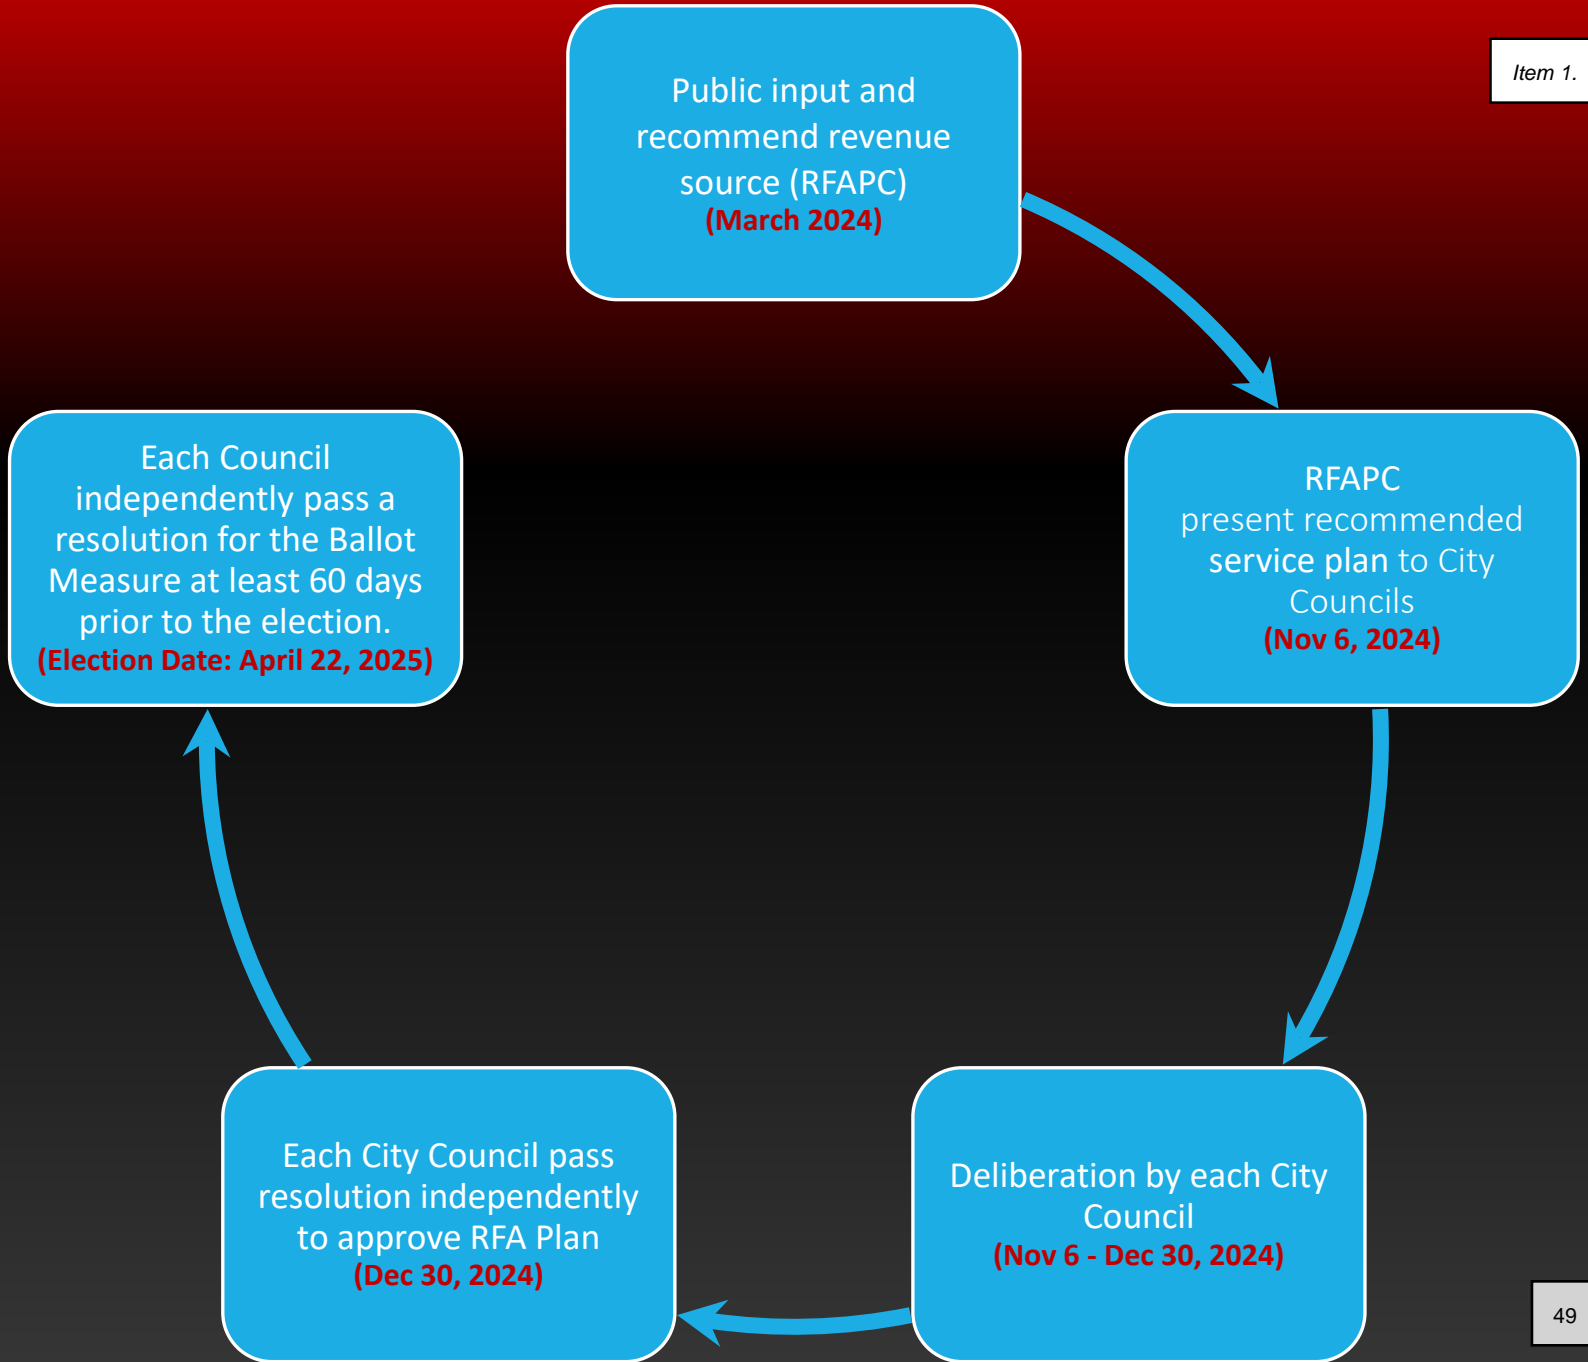 Item 1.
Public input and
recommend revenue
source (RFAPC)
(March 2024)
RFAPC
present recommended
service plan to City
Councils
(Nov 6, 2024)
Deliberation by each City
Council
(Nov 6 - Dec 30, 2024)
Each City Council pass
resolution independently
to approve RFA Plan
(Dec 30, 2024)
Each Council
independently pass a
resolution for the Ballot
Measure at least 60 days
prior to the election.
(Election Date: April 22, 2025)
49